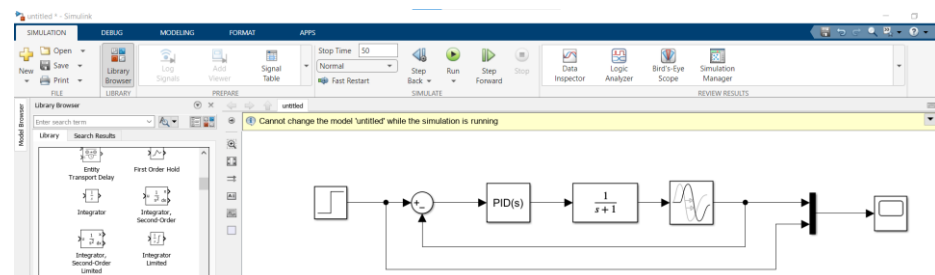 untitled * - Simulink
SIMULATION DEBUG MODELING FORMAT APPS
New
Open
Save
Print
FILE
Library Browser
LIBRARY
Log Signals
Add Viewer
Signal Table
PREPARE
Stop Time 50
Normal
Fast Restart
Step Back
Run
Step Forward
Stop
SIMULATE
Data Inspector
Logic Analyzer
Bird's-Eye Scope
Simulation Manager
REVIEW RESULTS
Model Browser
Library Browser
Enter search term
Library Search Results
Entity Transport Delay
First Order Hold
Integrator
Integrator, Second-Order
Integrator, Second-Order Limited
Integrator Limited
untitled
Cannot change the model 'untitled' while the simulation is running
PID(s)
1
s + 1